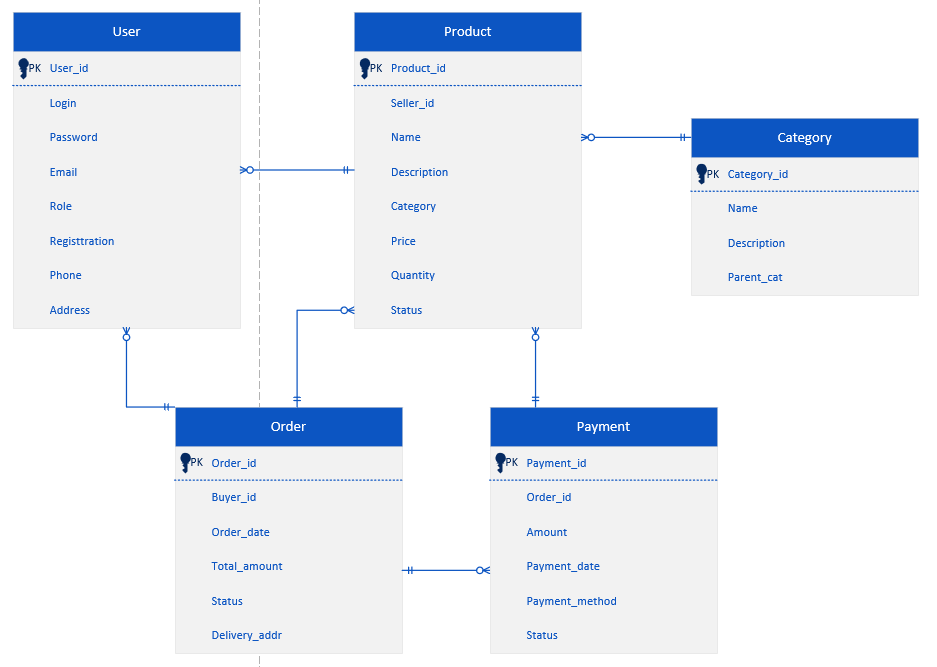 User
PK User_id
Login
Password
Email
Role
Registtration
Phone
Address
Product
PK Product_id
Seller_id
Name
Description
Category
Price
Quantity
Status
Category
PK Category_id
Name
Description
Parent_cat
Order
PK Order_id
Buyer_id
Order_date
Total_amount
Status
Delivery_addr
Payment
PK Payment_id
Order_id
Amount
Payment_date
Payment_method
Status